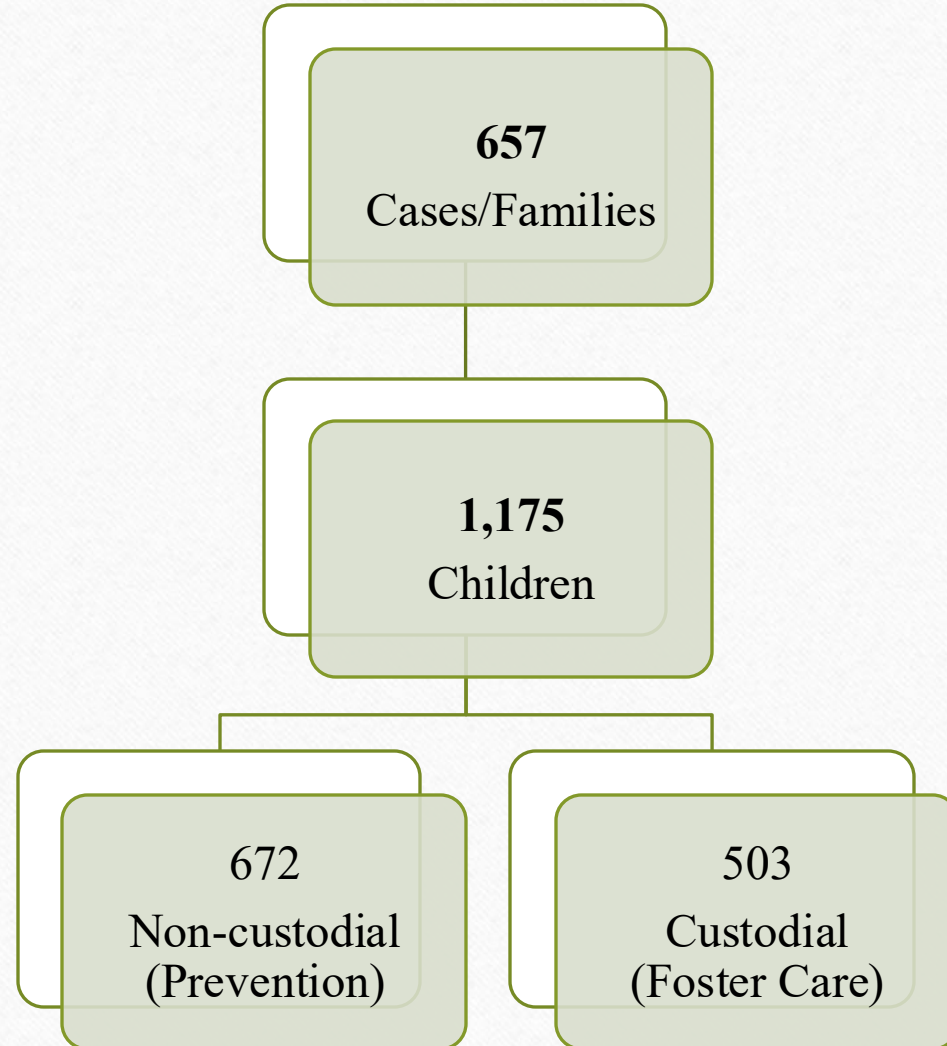 657
Cases/Families
1,175
Children
672
Non-custodial
(Prevention)
503
Custodial
(Foster Care)